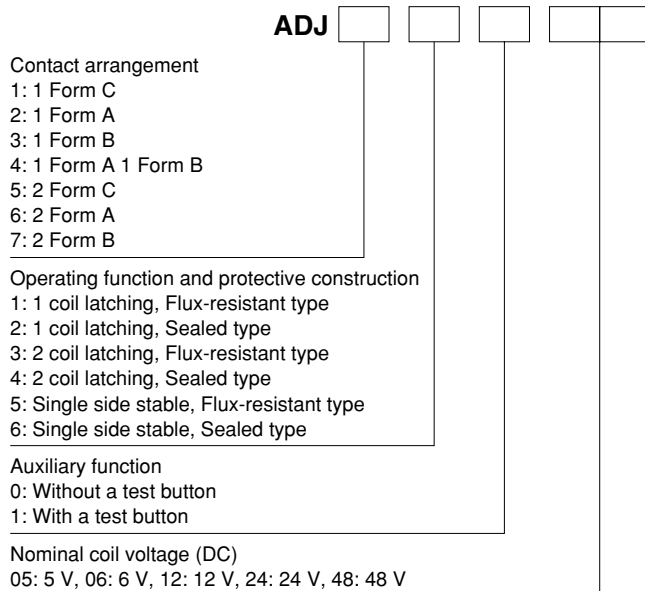 ADJ
Contact arrangement
1: 1 Form C
2: 1 Form A
3: 1 Form B
4: 1 Form A 1 Form B
5: 2 Form C
6: 2 Form A
7: 2 Form B
Operating function and protective construction
1: 1 coil latching, Flux-resistant type
2: 1 coil latching, Sealed type
3: 2 coil latching, Flux-resistant type
4: 2 coil latching, Sealed type
5: Single side stable, Flux-resistant type
6: Single side stable, Sealed type
Auxiliary function
0: Without a test button
1: With a test button
Nominal coil voltage (DC)
05: 5 V, 06: 6 V, 12: 12 V, 24: 24 V, 48: 48 V